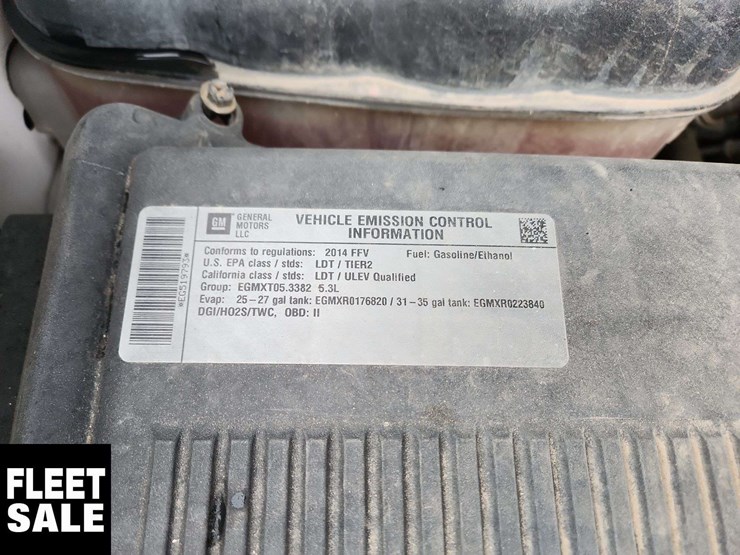 GM GENERAL MOTORS LLC
VEHICLE EMISSION CONTROL INFORMATION
Conforms to regulations: 2014 FFV Fuel: Gasoline/Ethanol
U.S. EPA class / stds: LDT / TIER2
California class / stds: LDT / ULEV Qualified
Group: EGMXT05.3382 5.3L
Evap: 25-27 gal tank: EGMXR0176820 / 31-35 gal tank: EGMXR0223840
DGI/HO2S/TWC, OBD: II
*EG519793*
FLEET
SALE